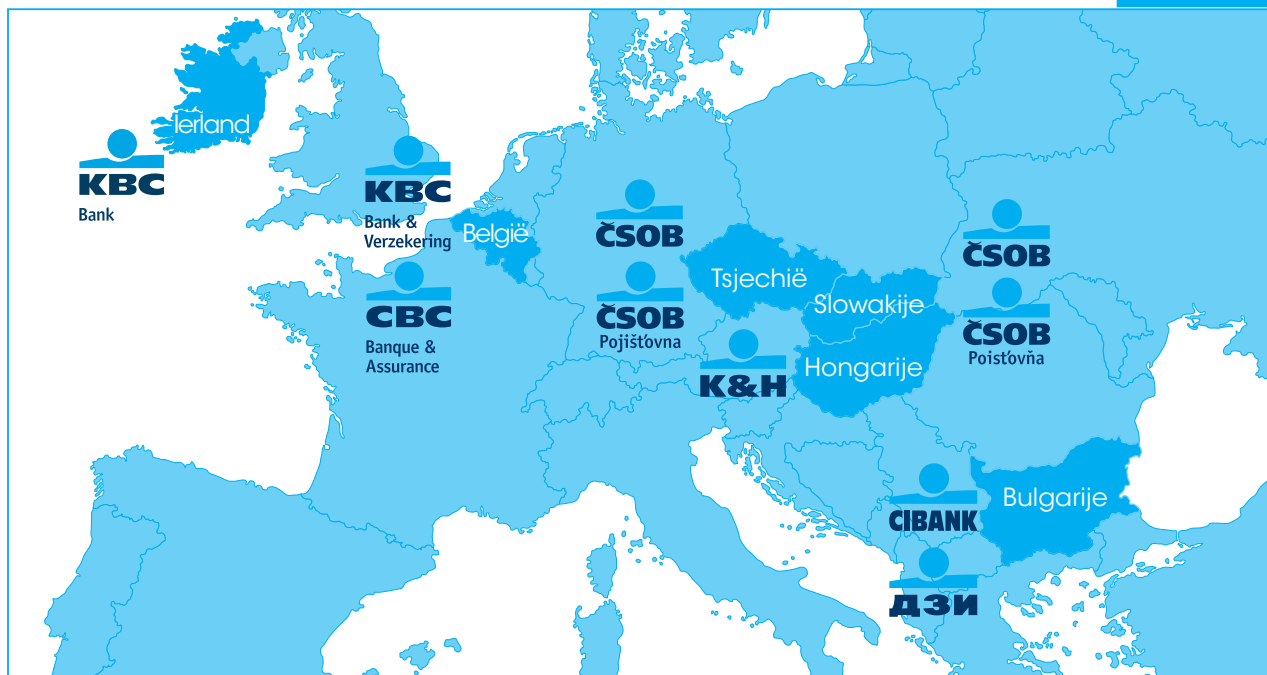 Ierland
KBC
Bank
KBC
Bank &
Verzekering
België
CBC
Banque &
Assurance
ČSOB
ČSOB
Pojišťovna
Tsjechië
Slowakije
ČSOB
ČSOB
Poisťovňa
K&H
Hongarije
CIBANK
Bulgarije
ДЗИ